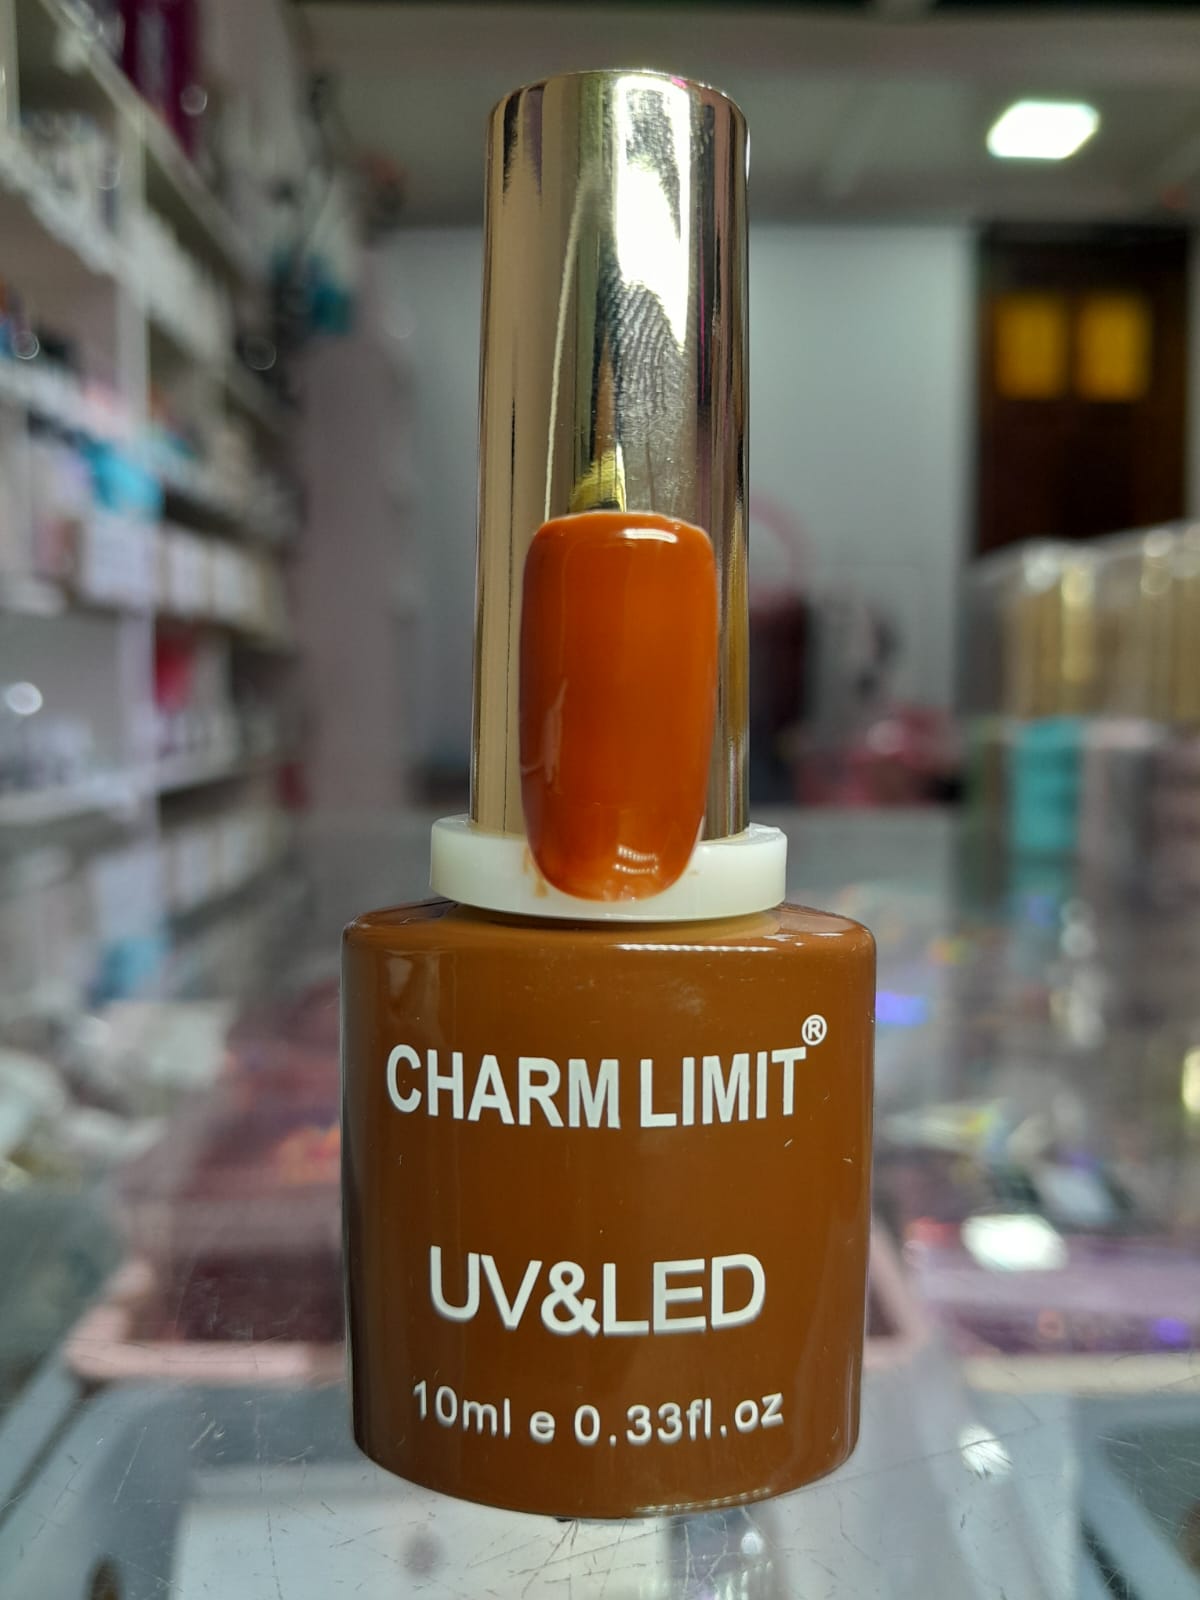 CHARM LIMIT®
UV&LED
10ml e 0.33fl.oz